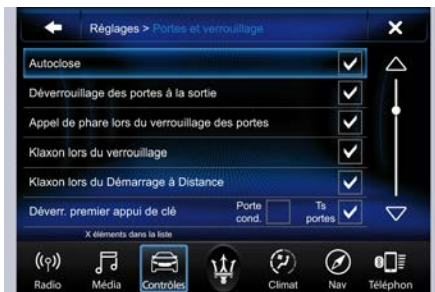 Réglages > Portes et verrouillage
Autoclose
Déverrouillage des portes à la sortie
Appel de phare lors du verrouillage des portes
Klaxon lors du verrouillage
Klaxon lors du Démarrage à Distance
Déverr. premier appui de clé Porte cond. Ts portes
X éléments dans la liste
Radio Média Contrôles Climat Nav Téléphon